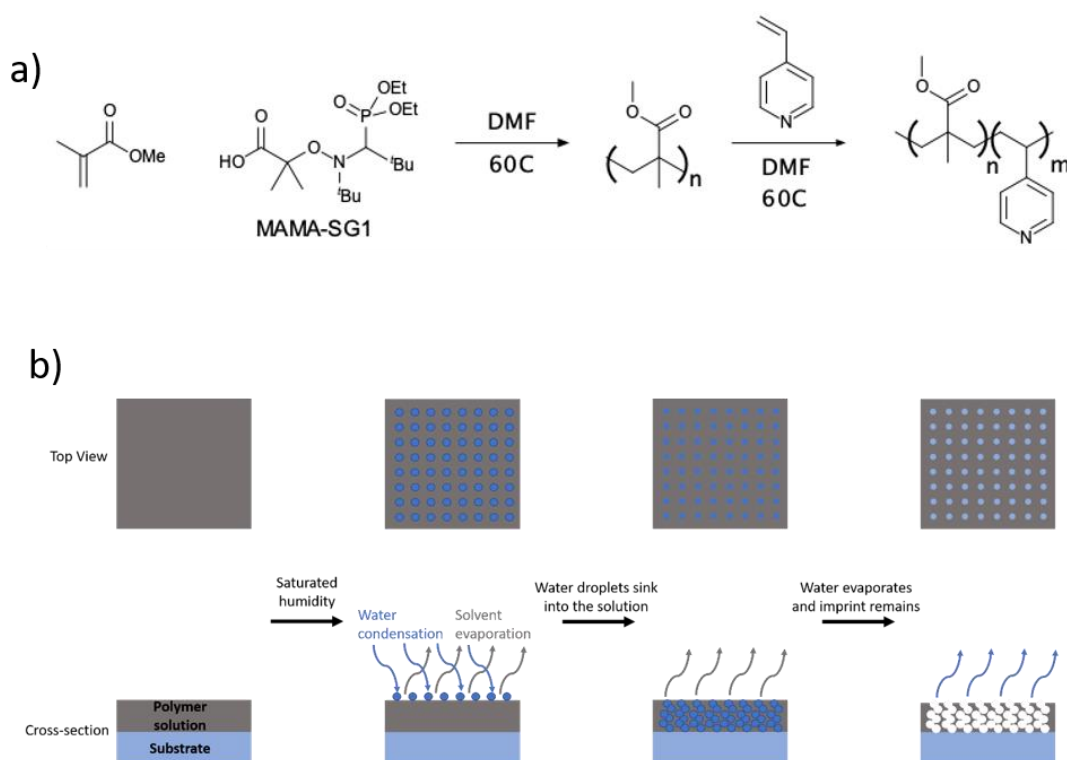 a)
O
OMe
O
HO
O
N
O
P
OEt
OEt
tBu
tBu
MAMA-SG1
DMF
60C
O
O
n
N
DMF
60C
O
O
n
m
N
b)
Top View
Saturated
humidity
Water
condensation
Solvent
evaporation
Water droplets sink
into the solution
Water evaporates
and imprint remains
Cross-section
Polymer
solution
Substrate